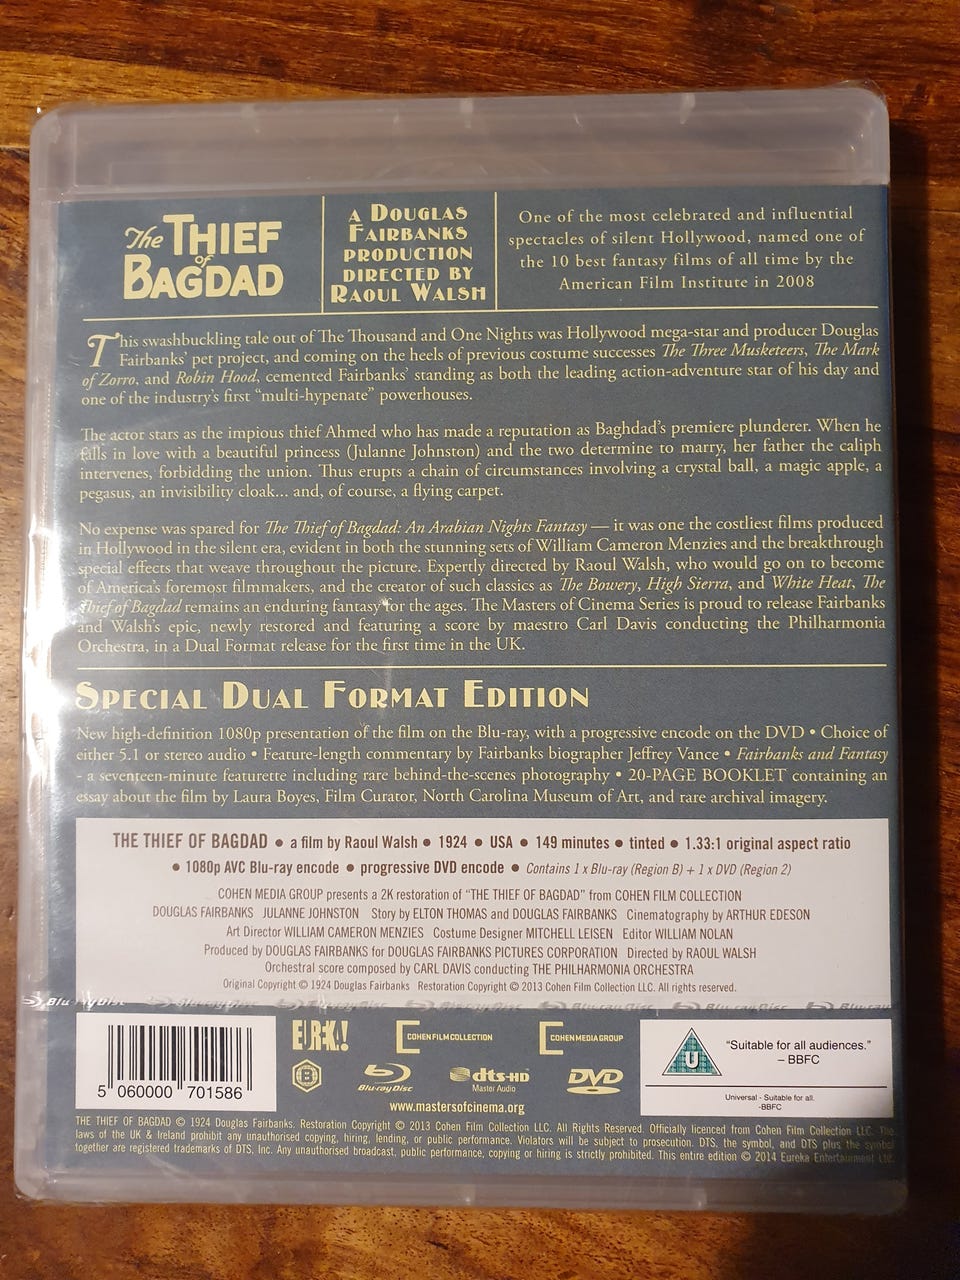 The THIEF
of
BAGDAD
A DOUGLAS
FAIRBANKS
PRODUCTION
DIRECTED BY
RAOUL WALSH
One of the most celebrated and influential
spectacles of silent Hollywood, named one of
the 10 best fantasy films of all time by the
American Film Institute in 2008
This swashbuckling tale out of The Thousand and One Nights was Hollywood mega-star and producer Douglas
Fairbanks’ pet project, and coming on the heels of previous costume successes The Three Musketeers, The Mark
of Zorro, and Robin Hood, cemented Fairbanks’ standing as both the leading action-adventure star of his day and
one of the industry’s first “multi-hypenate” powerhouses.
The actor stars as the impious thief Ahmed who has made a reputation as Baghdad’s premiere plunderer. When he
falls in love with a beautiful princess (Julanne Johnston) and the two determine to marry, her father the caliph
intervenes, forbidding the union. Thus erupts a chain of circumstances involving a crystal ball, a magic apple, a
pegasus, an invisibility cloak... and, of course, a flying carpet.
No expense was spared for The Thief of Bagdad: An Arabian Nights Fantasy — it was one the costliest films produced
in Hollywood in the silent era, evident in both the stunning sets of William Cameron Menzies and the breakthrough
special effects that weave throughout the picture. Expertly directed by Raoul Walsh, who would go on to become
of America’s foremost filmmakers, and the creator of such classics as The Bowery, High Sierra, and White Heat, The
Thief of Bagdad remains an enduring fantasy for the ages. The Masters of Cinema Series is proud to release Fairbanks
and Walsh’s epic, newly restored and featuring a score by maestro Carl Davis conducting the Philharmonia
Orchestra, in a Dual Format release for the first time in the UK.
SPECIAL DUAL FORMAT EDITION
New high-definition 1080p presentation of the film on the Blu-ray, with a progressive encode on the DVD • Choice of
either 5.1 or stereo audio • Feature-length commentary by Fairbanks biographer Jeffrey Vance • Fairbanks and Fantasy
- a seventeen-minute featurette including rare behind-the-scenes photography • 20-PAGE BOOKLET containing an
essay about the film by Laura Boyes, Film Curator, North Carolina Museum of Art, and rare archival imagery.
THE THIEF OF BAGDAD • a film by Raoul Walsh • 1924 • USA • 149 minutes • tinted • 1.33:1 original aspect ratio
• 1080p AVC Blu-ray encode • progressive DVD encode • Contains 1 x Blu-ray (Region B) + 1 x DVD (Region 2)
COHEN MEDIA GROUP presents a 2K restoration of “THE THIEF OF BAGDAD” from COHEN FILM COLLECTION
DOUGLAS FAIRBANKS JULANNE JOHNSTON Story by ELTON THOMAS and DOUGLAS FAIRBANKS Cinematography by ARTHUR EDESON
Art Director WILLIAM CAMERON MENZIES Costume Designer MITCHELL LEISEN Editor WILLIAM NOLAN
Produced by DOUGLAS FAIRBANKS for DOUGLAS FAIRBANKS PICTURES CORPORATION Directed by RAOUL WALSH
Orchestral score composed by CARL DAVIS conducting THE PHILHARMONIA ORCHESTRA
Original Copyright © 1924 Douglas Fairbanks Restoration Copyright © 2013 Cohen Film Collection LLC. All rights reserved.
Blu-ray Disc Blu-ray Disc Blu-ray Disc Blu-ray Disc Blu-ray Disc Blu-ray Disc Blu-ray
5 060000 701586
EUREKA!
COHEN FILM COLLECTION
COHEN MEDIA GROUP
B
Blu-ray Disc
dts-HD
Master Audio
DVD
www.mastersofcinema.org
U
“Suitable for all audiences.”
– BBFC
Universal - Suitable for all.
-BBFC
THE THIEF OF BAGDAD © 1924 Douglas Fairbanks. Restoration Copyright © 2013 Cohen Film Collection LLC. All Rights Reserved. Officially licenced from Cohen Film Collection LLC. The
laws of the UK & Ireland prohibit any unauthorised copying, hiring, lending, or public performance. Violators will be subject to prosecution. DTS, the symbol, and DTS plus the symbol
together are registered trademarks of DTS, Inc. Any unauthorised broadcast, public performance, copying or hiring is strictly prohibited. This entire edition © 2014 Eureka Entertainment Ltd.